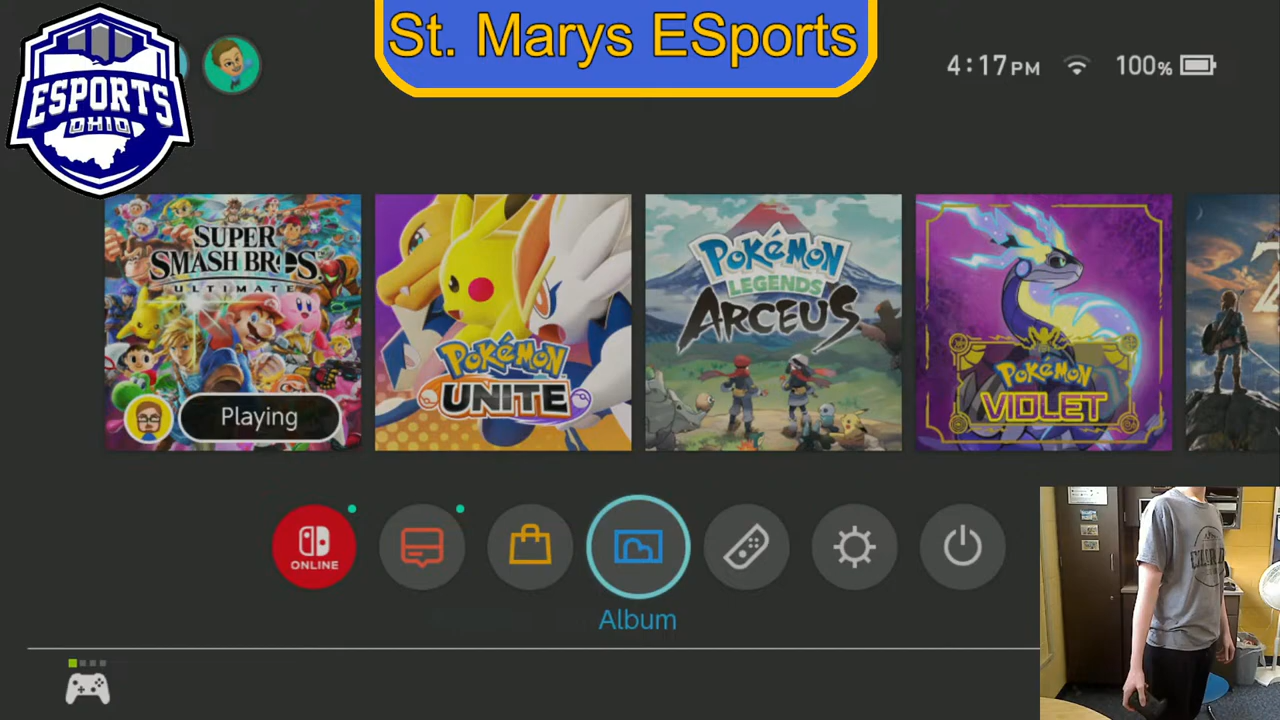 St. Marys ESports
ESPORTS
OHIO
4:17PM
100%
SUPER
SMASH BROS.
ULTIMATE
Playing
POKéMON
UNITE
POKéMON
LEGENDS
ARCEUS
POKéMON
VIOLET
Z
ONLINE
Album